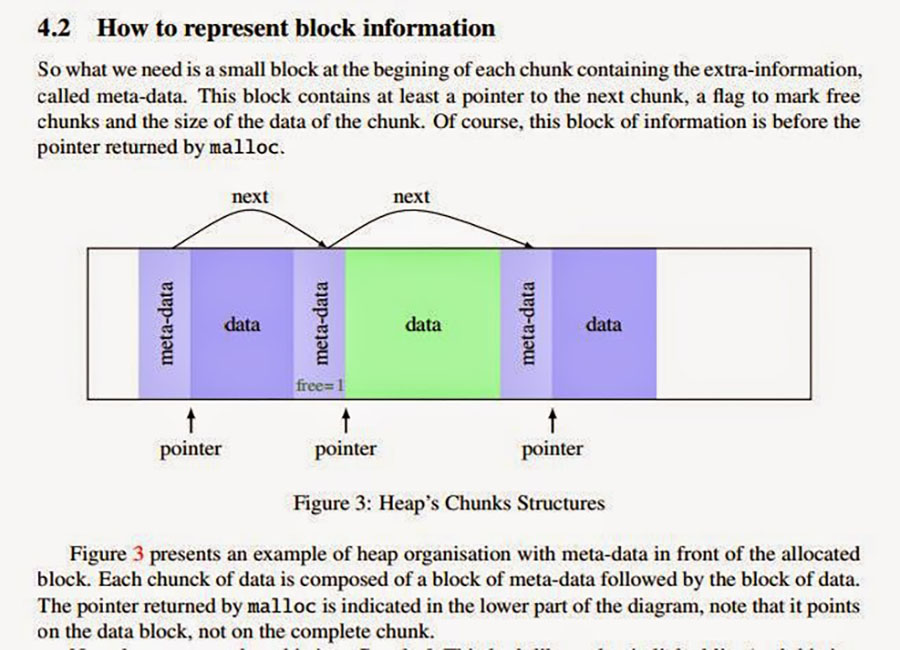 4.2 How to represent block information
So what we need is a small block at the begining of each chunk containing the extra-information,
called meta-data. This block contains at least a pointer to the next chunk, a flag to mark free
chunks and the size of the data of the chunk. Of course, this block of information is before the
pointer returned by malloc.
next next
meta-data data meta-data data meta-data data
free=1
pointer pointer pointer
Figure 3: Heap's Chunks Structures
Figure 3 presents an example of heap organisation with meta-data in front of the allocated
block. Each chunck of data is composed of a block of meta-data followed by the block of data.
The pointer returned by malloc is indicated in the lower part of the diagram, note that it points
on the data block, not on the complete chunk.